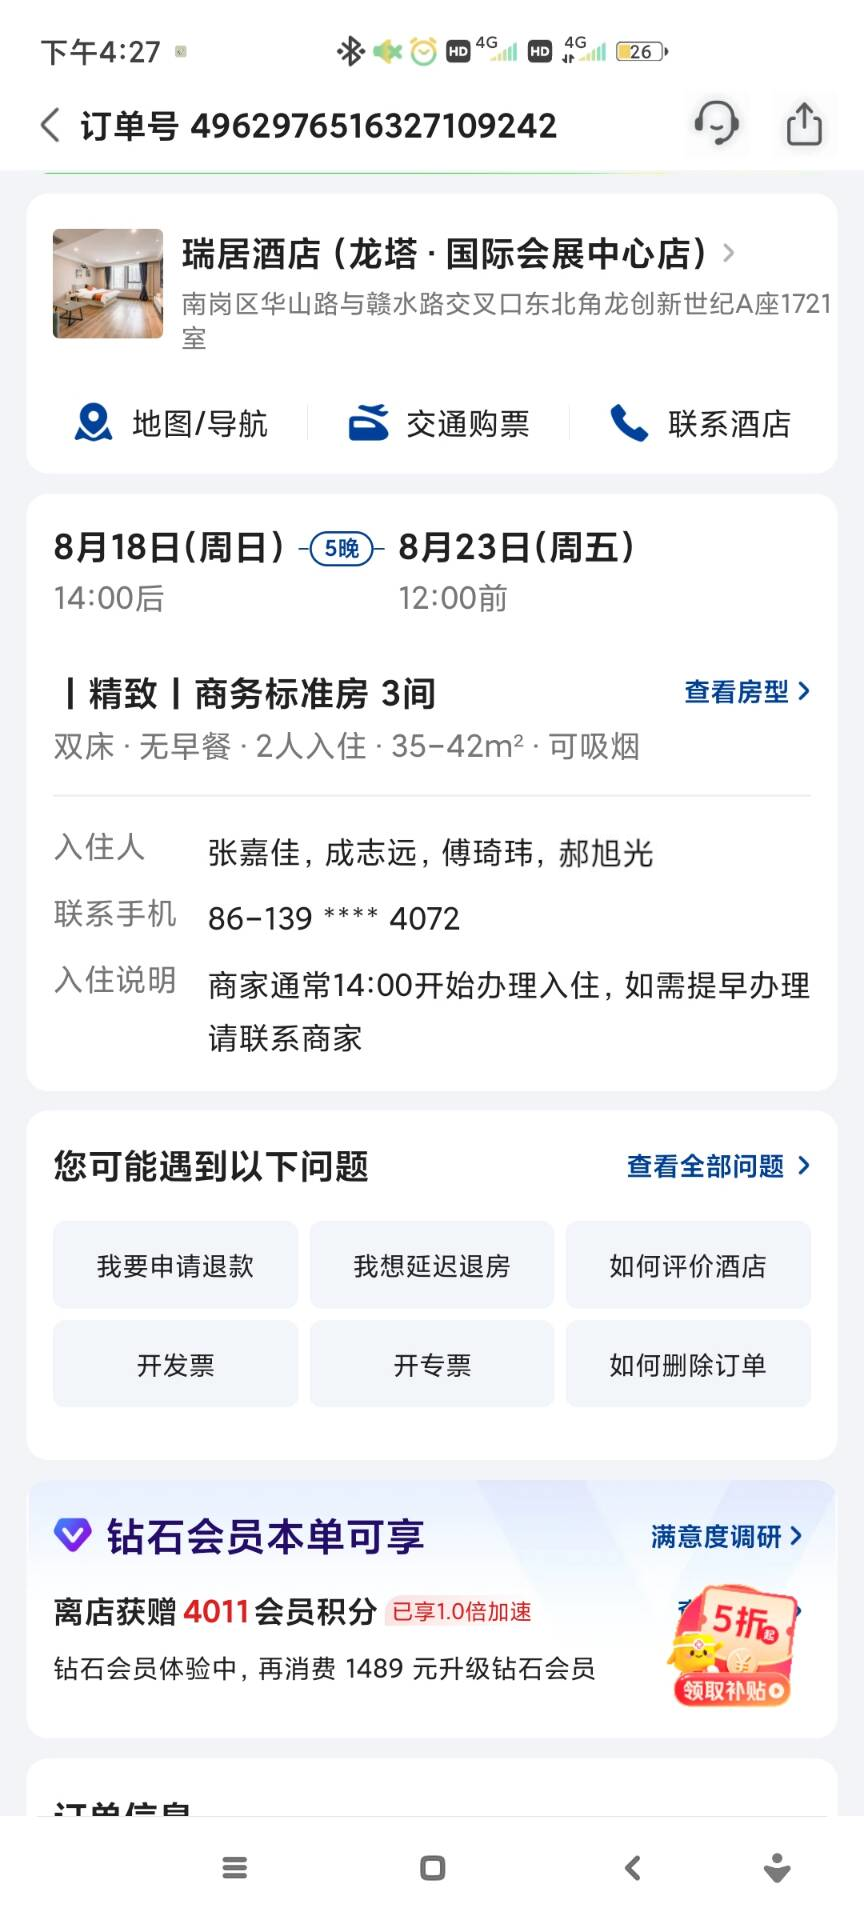 下午4:27
HD 4G HD 4G 26
订单号 4962976516327109242
瑞居酒店 (龙塔 · 国际会展中心店)
南岗区华山路与赣水路交叉口东北角龙创新世纪A座1721
室
地图/导航 交通购票 联系酒店
8月18日(周日) 5晚 8月23日(周五)
14:00后 12:00前
丨精致丨商务标准房 3间 查看房型
双床 · 无早餐 · 2人入住 · 35-42m² · 可吸烟
入住人 张嘉佳, 成志远, 傅琦玮, 郝旭光
联系手机 86-139 **** 4072
入住说明 商家通常14:00开始办理入住, 如需提早办理
请联系商家
您可能遇到以下问题 查看全部问题
我要申请退款 我想延迟退房 如何评价酒店
开发票 开专票 如何删除订单
钻石会员本单可享 满意度调研
离店获赠 4011 会员积分 已享1.0倍加速
5折起
钻石会员体验中, 再消费 1489 元升级钻石会员
领取补贴
订单信息